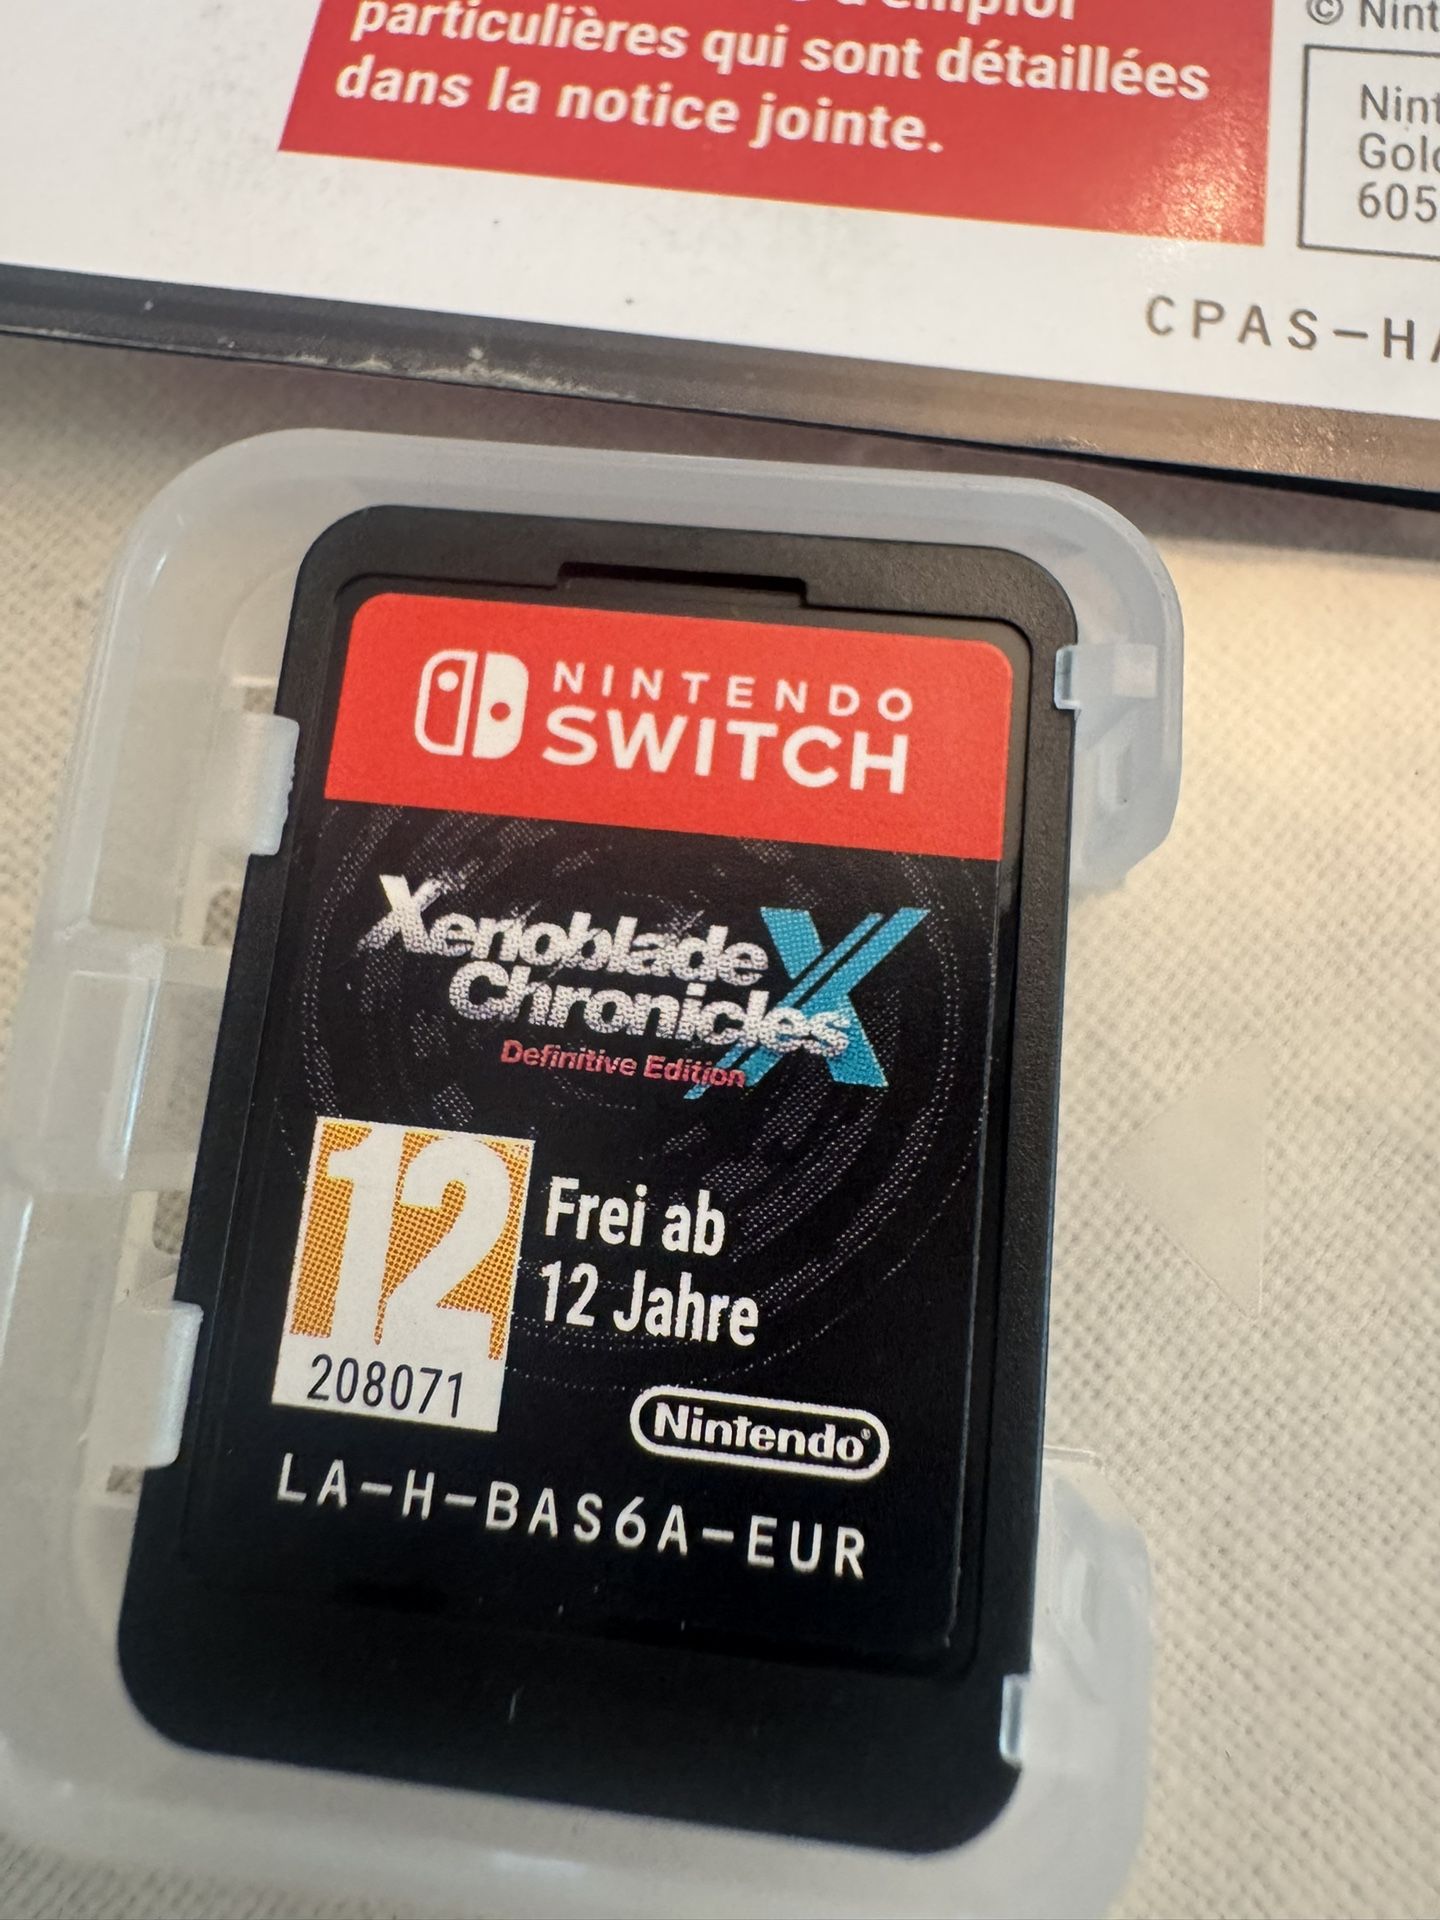 particulières qui sont détaillées
dans la notice jointe.
©
605
CPAS-H
NINTENDO
SWITCH
Xenoblade
Chronicles X
Definitive Edition
12
Frei ab
12 Jahre
208071
Nintendo®
LA-H-BAS6A-EUR